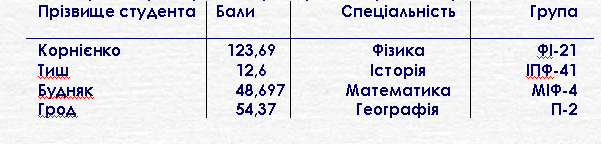 Прізвище студента Бали Спеціальність Група
Корнієнко 123,69 Фізика ФІ-21
Тиш 12,6 Історія ІПФ-41
Будняк 48,697 Математика МІФ-4
Грод 54,37 Географія П-2